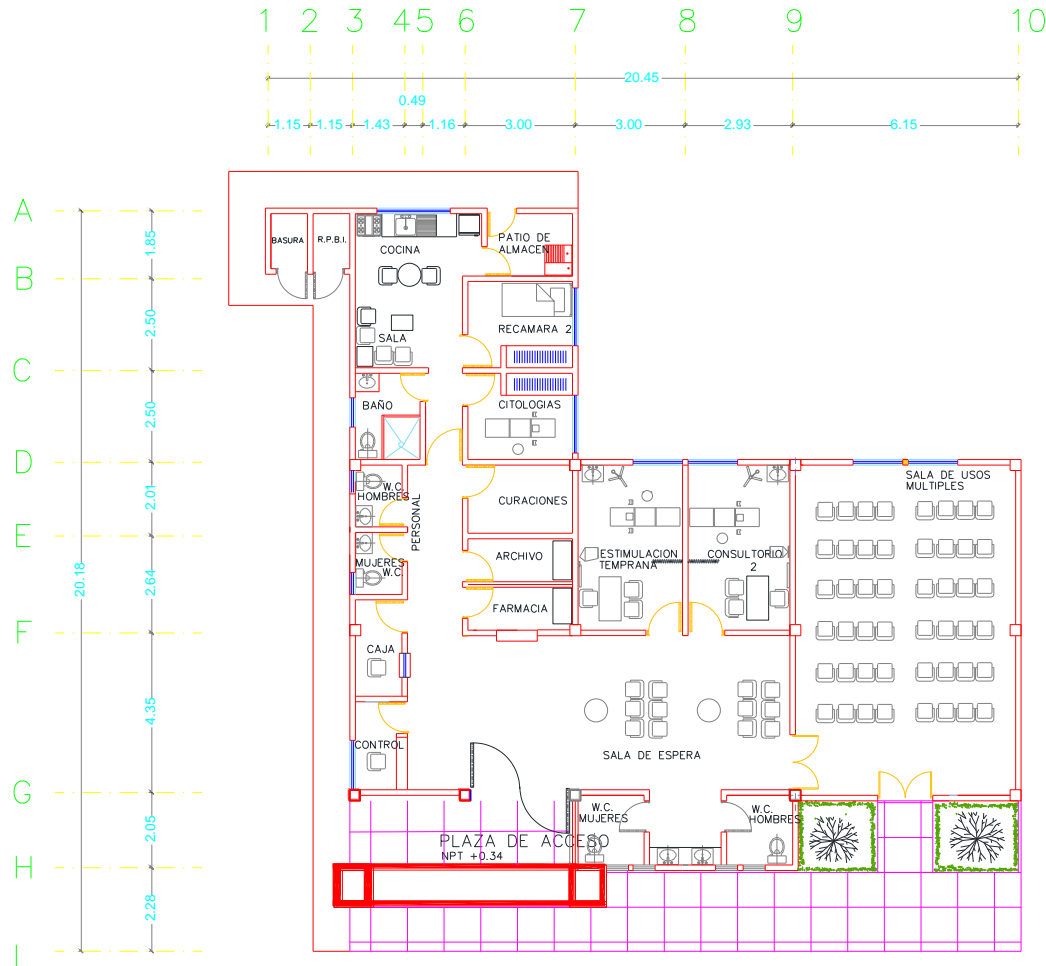 1 2 3 4 5 6 7 8 9 10
20.45
0.49
1.15 1.15 1.43 1.16 3.00 3.00 2.93 6.15
A
B
C
D
E
F
G
H
I
1.85
2.50
2.50
2.01
2.64
4.35
2.05
2.28
20.18
BASURA
R.P.B.I.
COCINA
PATIO DE
ALMACEN
SALA
RECAMARA 2
BAÑO
CITOLOGIAS
W.C.
HOMBRES
PERSONAL
CURACIONES
MUJERES
W.C.
ARCHIVO
FARMACIA
ESTIMULACION
TEMPRANA
CONSULTORIO
2
SALA DE USOS
MULTIPLES
CAJA
CONTROL
SALA DE ESPERA
W.C.
MUJERES
W.C.
HOMBRES
PLAZA DE ACCESO
NPT +0.34